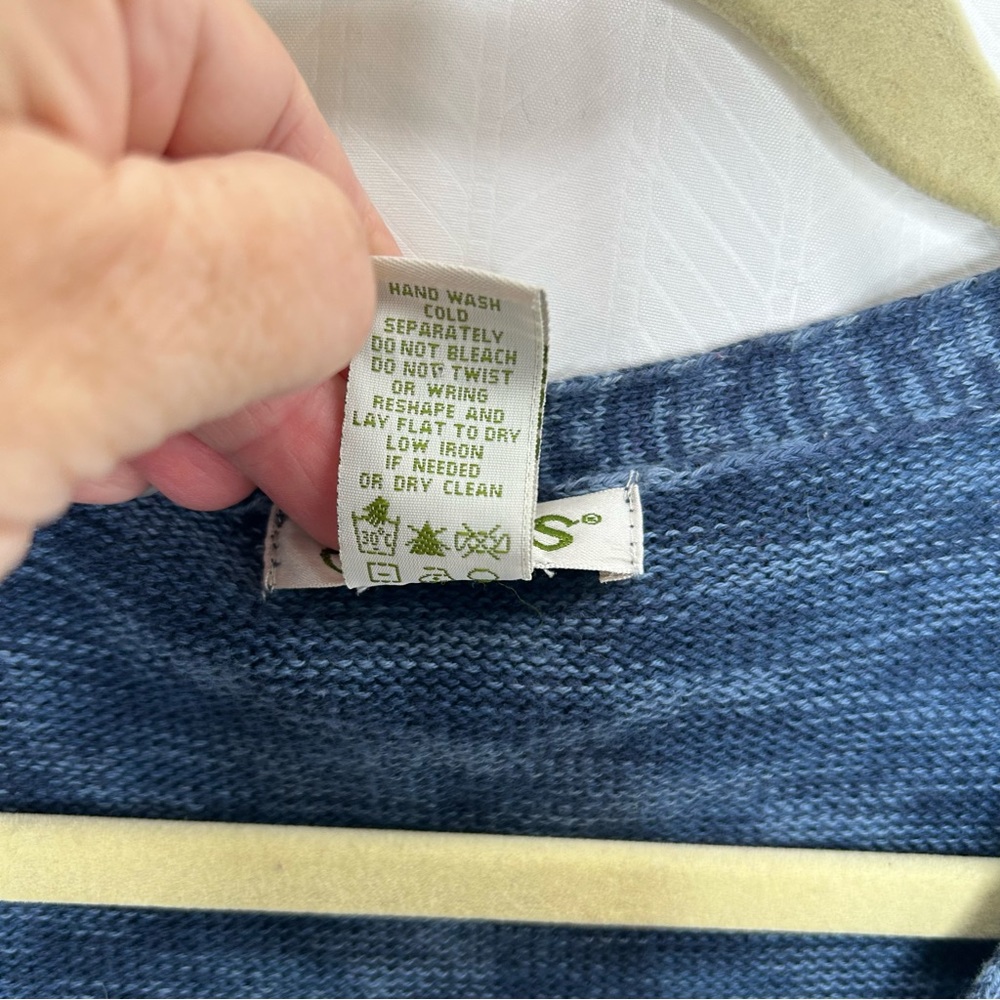 HAND WASH
COLD
SEPARATELY
DO NOT BLEACH
DO NOT TWIST
OR WRING
RESHAPE AND
LAY FLAT TO DRY
LOW IRON
IF NEEDED
OR DRY CLEAN
30°C
S®